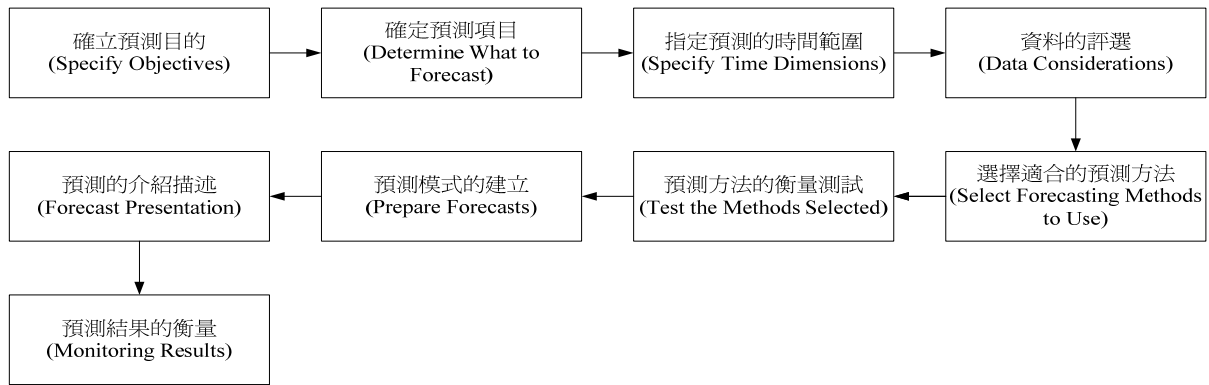 確立預測目的
(Specify Objectives)
確定預測項目
(Determine What to
Forecast)
指定預測的時間範圍
(Specify Time Dimensions)
資料的評選
(Data Considerations)
選擇適合的預測方法
(Select Forecasting Methods
to Use)
預測方法的衡量測試
(Test the Methods Selected)
預測模式的建立
(Prepare Forecasts)
預測的介紹描述
(Forecast Presentation)
預測結果的衡量
(Monitoring Results)